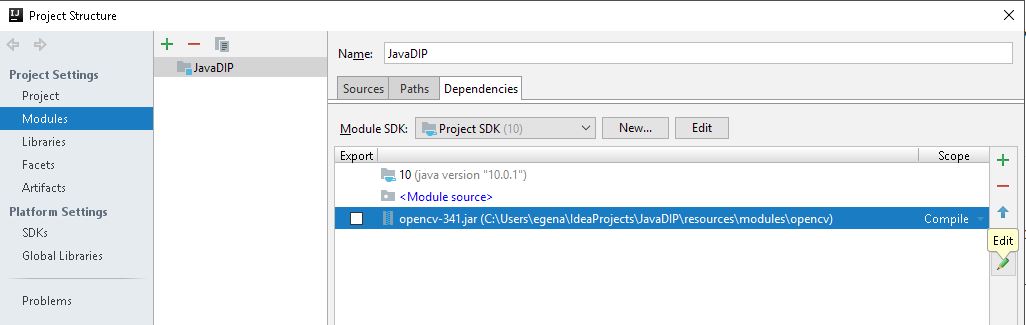 IJ Project Structure
Project Settings
Project
Modules
Libraries
Facets
Artifacts
Platform Settings
SDKs
Global Libraries
Problems
JavaDIP
Name: JavaDIP
Sources Paths Dependencies
Module SDK: Project SDK (10) New... Edit
Export Scope
10 (java version "10.0.1")
<Module source>
opencv-341.jar (C:\Users\egena\IdeaProjects\JavaDIP\resources\modules\opencv) Compile
Edit